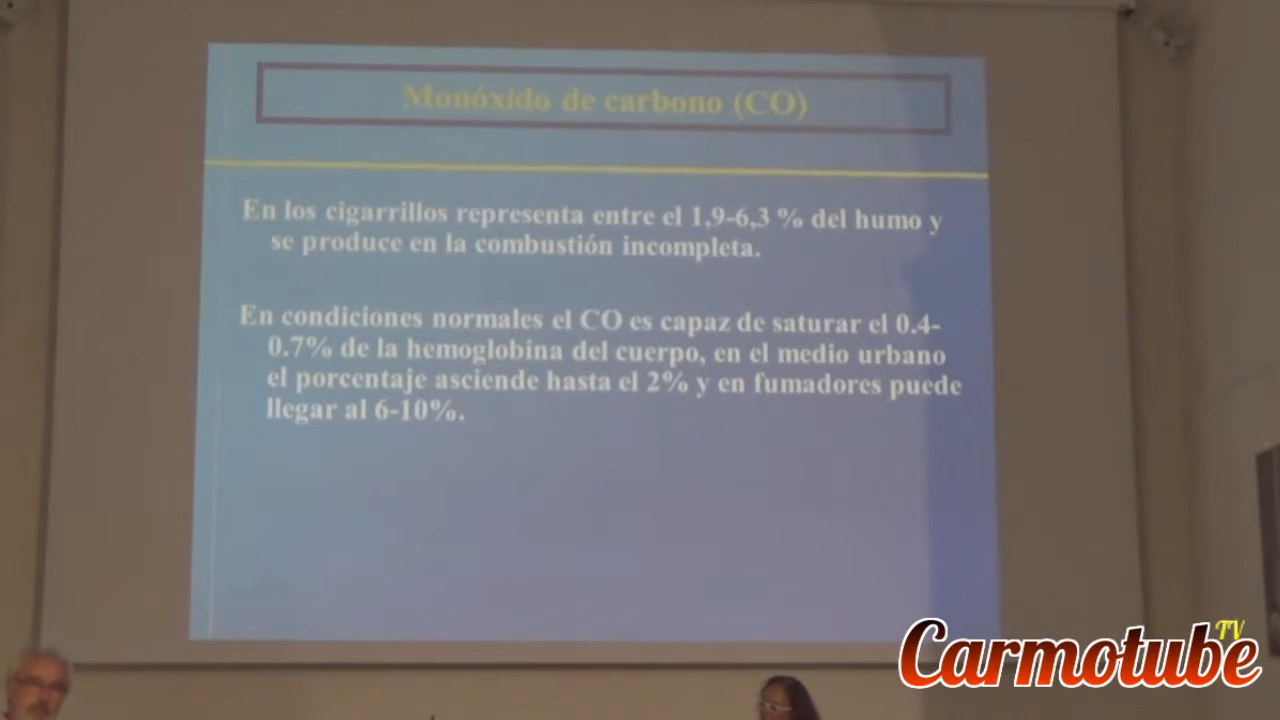 Monóxido de carbono (CO)
En los cigarrillos representa entre el 1,9-6,3 % del humo y
se produce en la combustión incompleta.
En condiciones normales el CO es capaz de saturar el 0.4-
0.7% de la hemoglobina del cuerpo, en el medio urbano
el porcentaje asciende hasta el 2% y en fumadores puede
llegar al 6-10%.
TV
Carmotube